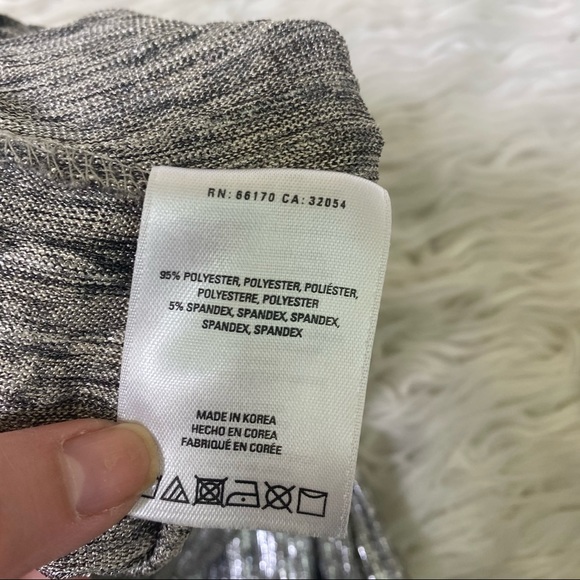 RN: 66170 CA: 32054
95% POLYESTER, POLYESTER, POLIÉSTER,
POLYESTERE, POLYESTER
5% SPANDEX, SPANDEX, SPANDEX,
SPANDEX, SPANDEX
MADE IN KOREA
HECHO EN COREA
FABRIQUÉ EN CORÉE